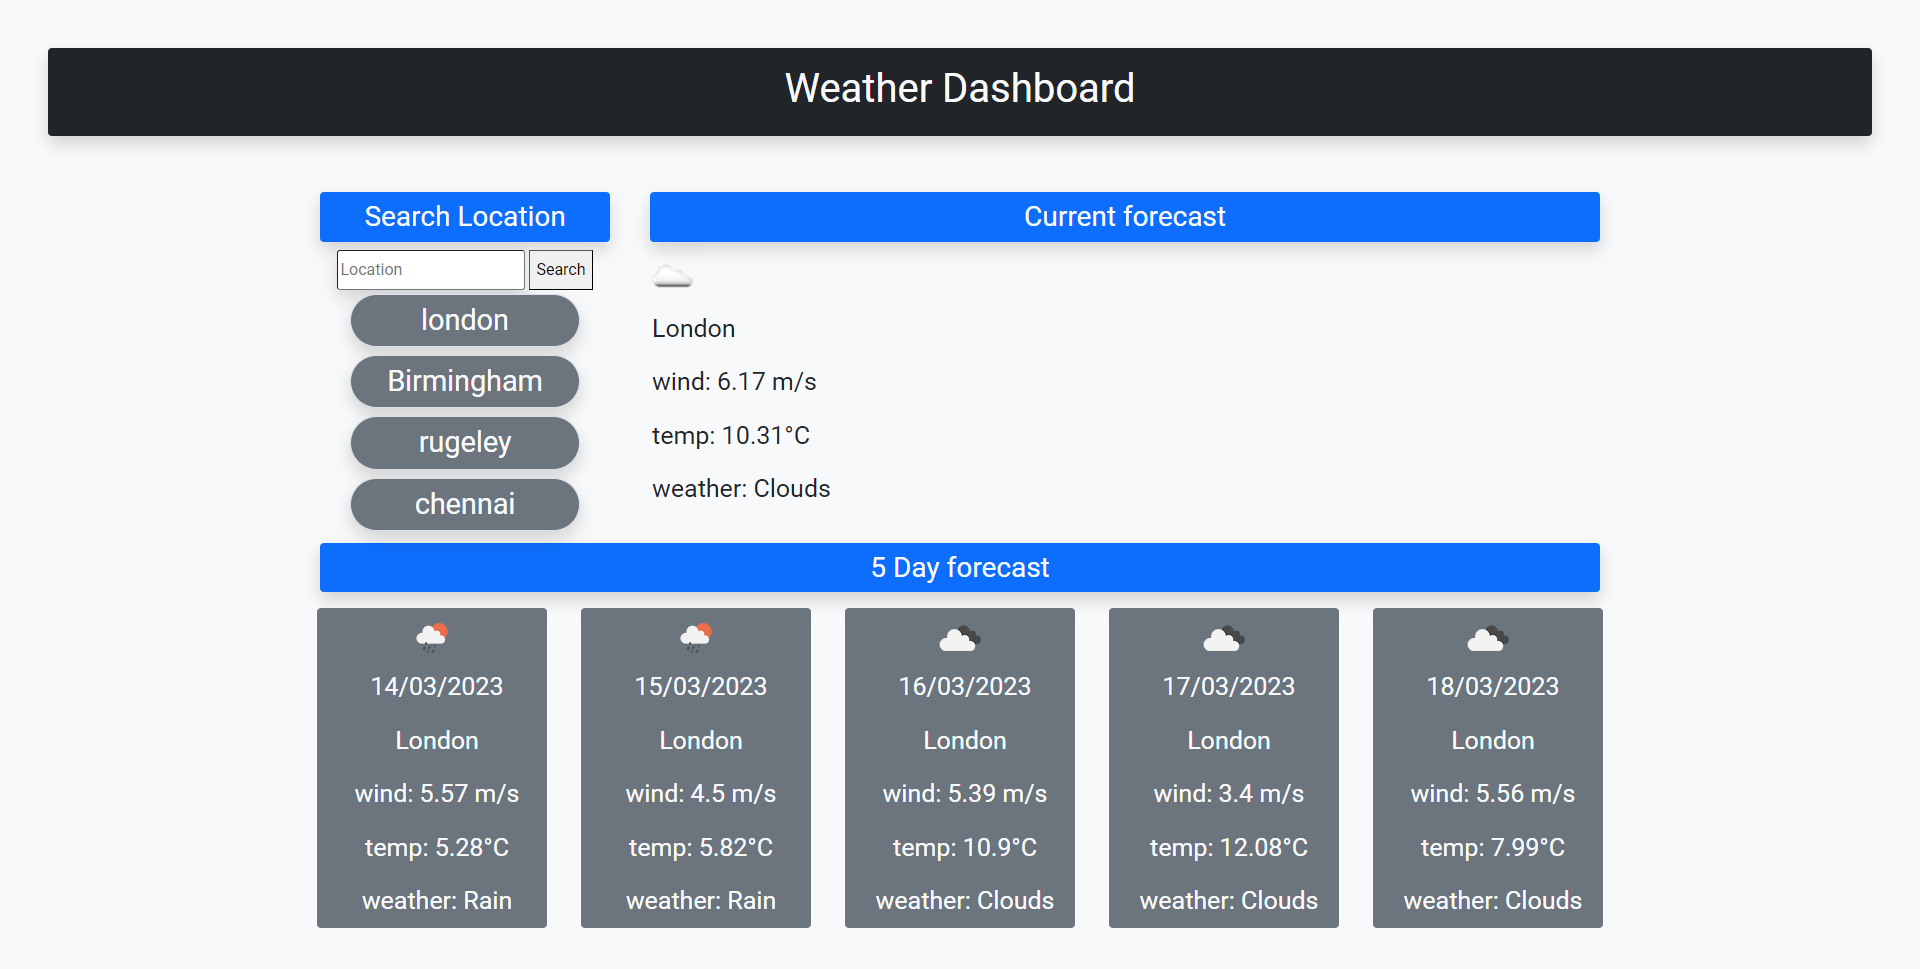 Weather Dashboard
Search Location
Location
Search
london
Birmingham
rugeley
chennai
Current forecast
London
wind: 6.17 m/s
temp: 10.31°C
weather: Clouds
5 Day forecast
14/03/2023
London
wind: 5.57 m/s
temp: 5.28°C
weather: Rain
15/03/2023
London
wind: 4.5 m/s
temp: 5.82°C
weather: Rain
16/03/2023
London
wind: 5.39 m/s
temp: 10.9°C
weather: Clouds
17/03/2023
London
wind: 3.4 m/s
temp: 12.08°C
weather: Clouds
18/03/2023
London
wind: 5.56 m/s
temp: 7.99°C
weather: Clouds